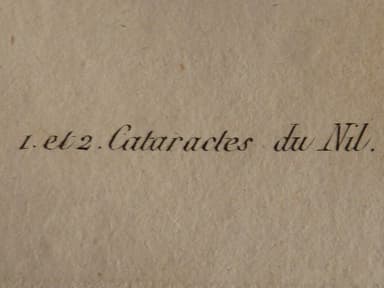 1. et 2. Cataractes du Nil.